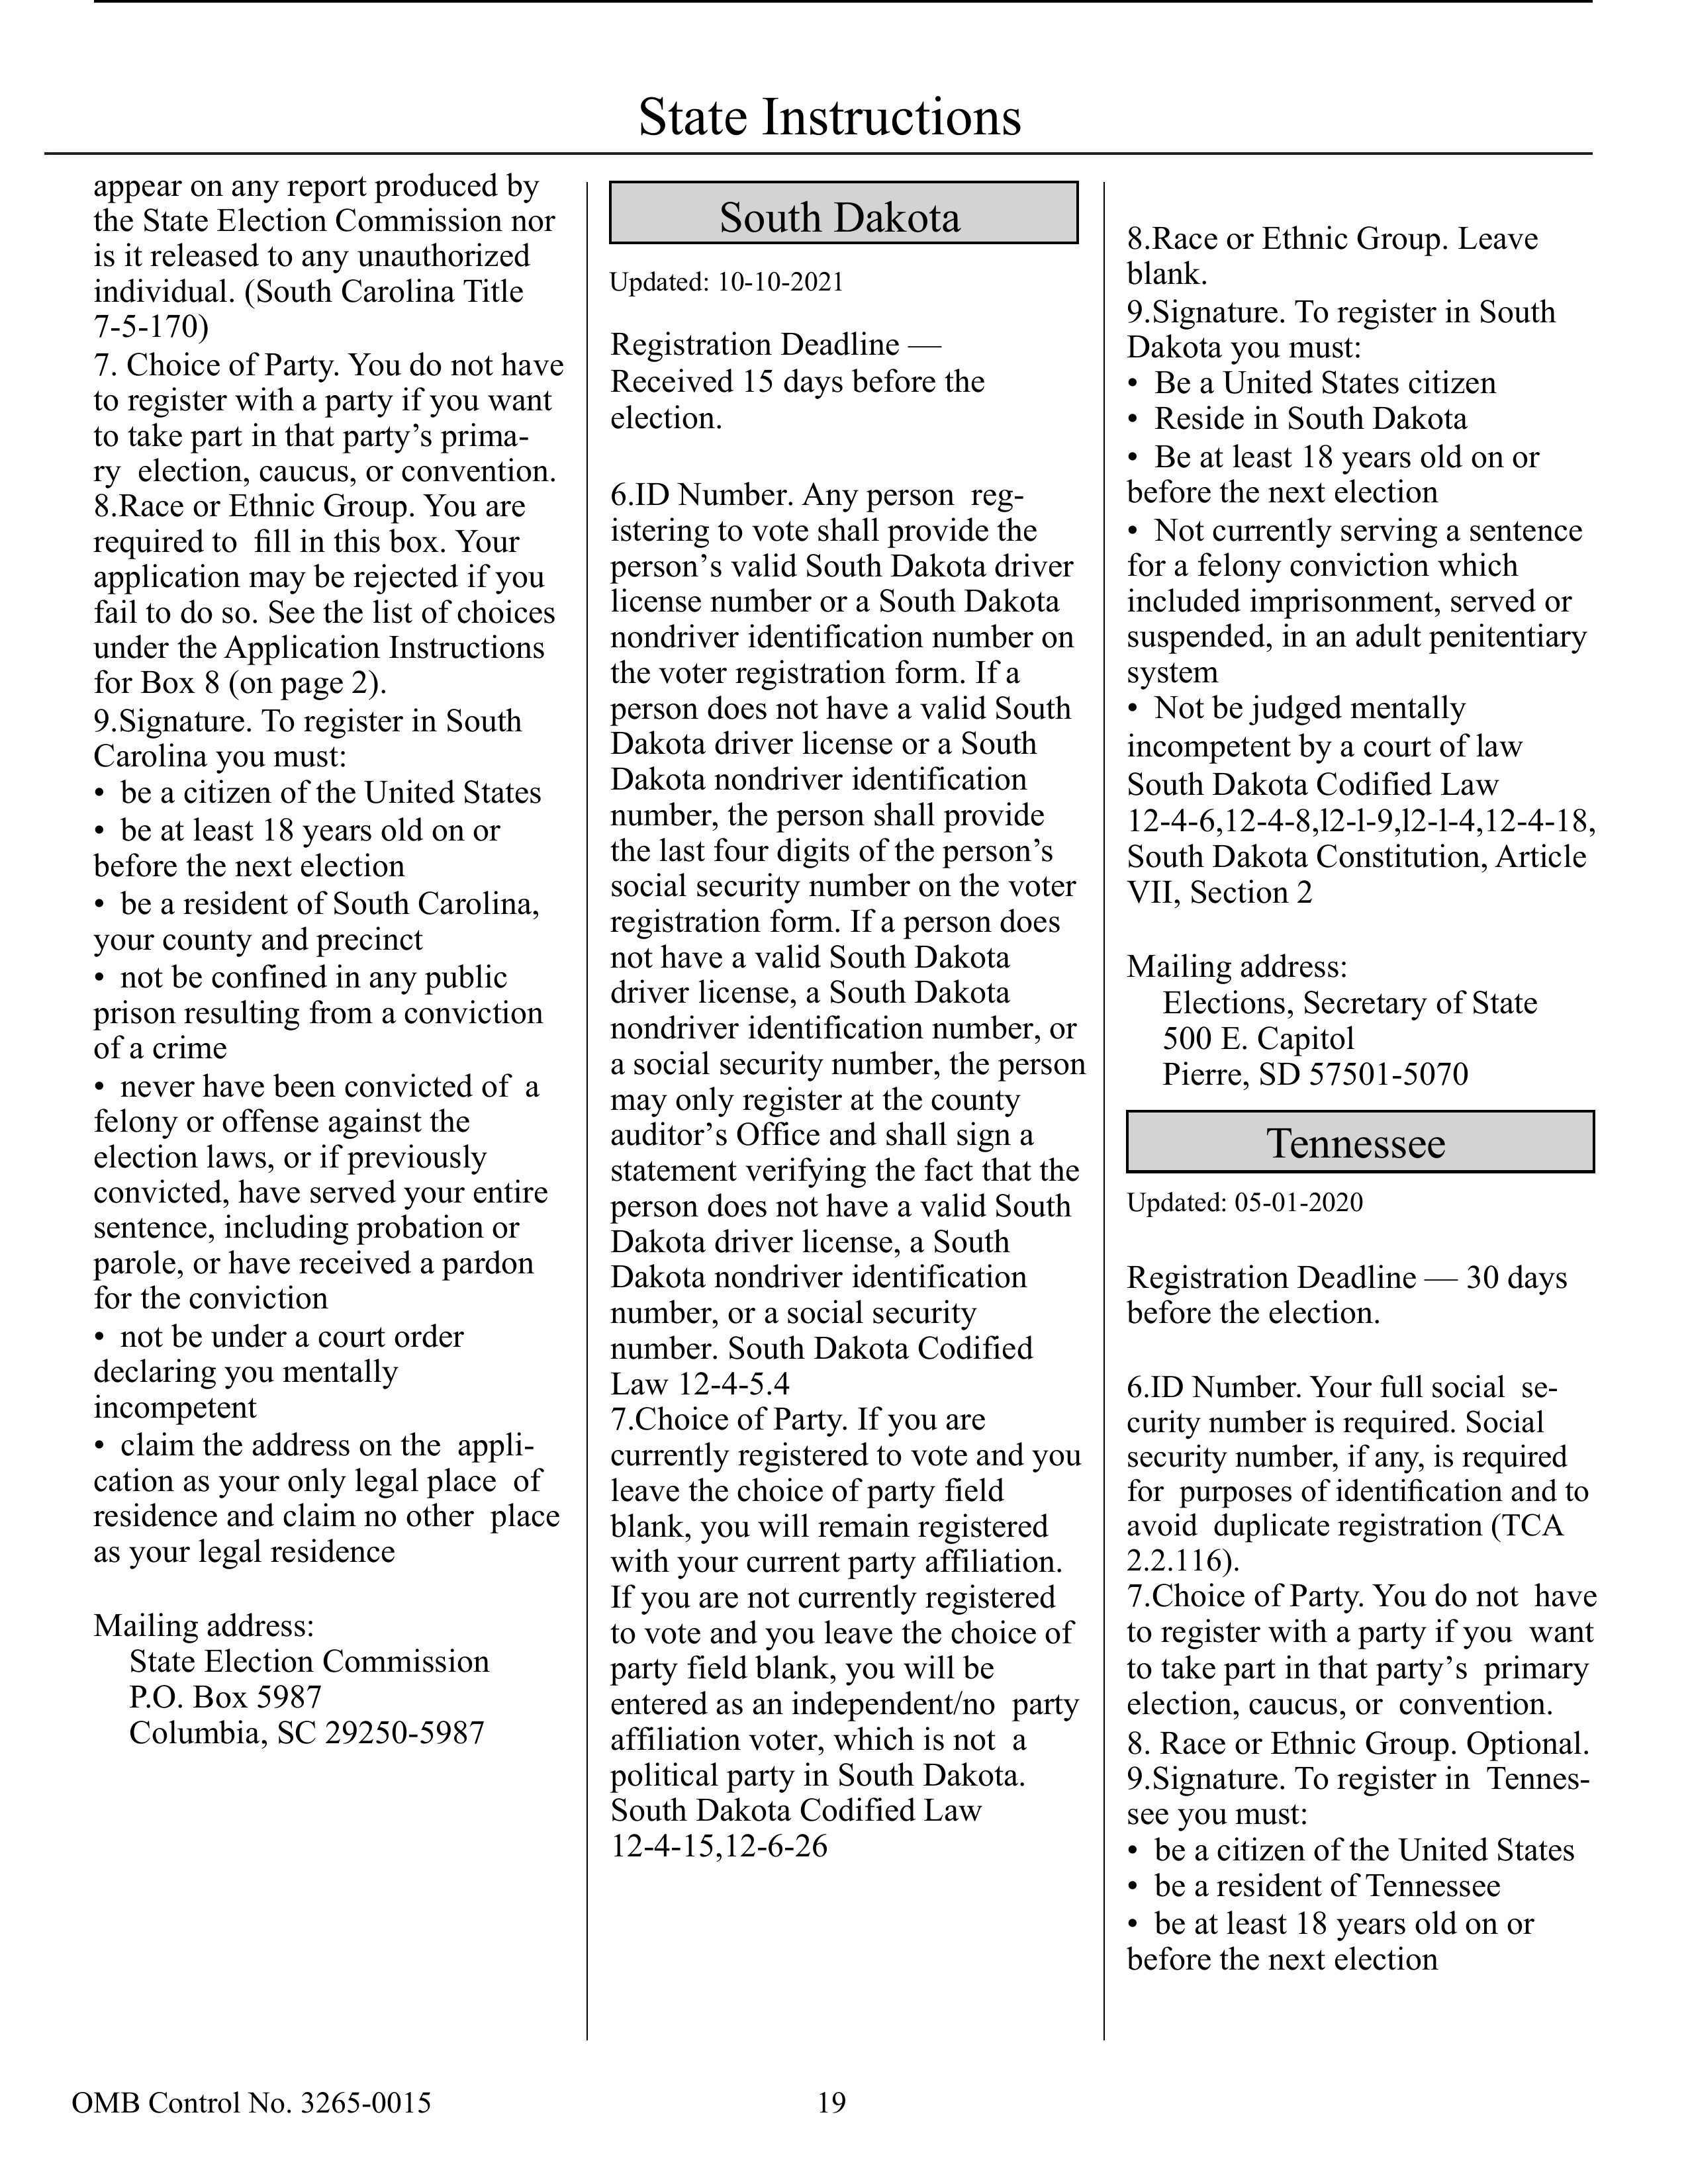 State Instructions
appear on any report produced by
the State Election Commission nor
is it released to any unauthorized
individual. (South Carolina Title
7-5-170)
7. Choice of Party. You do not have
to register with a party if you want
to take part in that party’s prima-
ry election, caucus, or convention.
8.Race or Ethnic Group. You are
required to fill in this box. Your
application may be rejected if you
fail to do so. See the list of choices
under the Application Instructions
for Box 8 (on page 2).
9.Signature. To register in South
Carolina you must:
• be a citizen of the United States
• be at least 18 years old on or
before the next election
• be a resident of South Carolina,
your county and precinct
• not be confined in any public
prison resulting from a conviction
of a crime
• never have been convicted of a
felony or offense against the
election laws, or if previously
convicted, have served your entire
sentence, including probation or
parole, or have received a pardon
for the conviction
• not be under a court order
declaring you mentally
incompetent
• claim the address on the appli-
cation as your only legal place of
residence and claim no other place
as your legal residence
Mailing address:
State Election Commission
P.O. Box 5987
Columbia, SC 29250-5987
South Dakota
Updated: 10-10-2021
Registration Deadline —
Received 15 days before the
election.
6.ID Number. Any person reg-
istering to vote shall provide the
person’s valid South Dakota driver
license number or a South Dakota
nondriver identification number on
the voter registration form. If a
person does not have a valid South
Dakota driver license or a South
Dakota nondriver identification
number, the person shall provide
the last four digits of the person’s
social security number on the voter
registration form. If a person does
not have a valid South Dakota
driver license, a South Dakota
nondriver identification number, or
a social security number, the person
may only register at the county
auditor’s Office and shall sign a
statement verifying the fact that the
person does not have a valid South
Dakota driver license, a South
Dakota nondriver identification
number, or a social security
number. South Dakota Codified
Law 12-4-5.4
7.Choice of Party. If you are
currently registered to vote and you
leave the choice of party field
blank, you will remain registered
with your current party affiliation.
If you are not currently registered
to vote and you leave the choice of
party field blank, you will be
entered as an independent/no party
affiliation voter, which is not a
political party in South Dakota.
South Dakota Codified Law
12-4-15,12-6-26
8.Race or Ethnic Group. Leave
blank.
9.Signature. To register in South
Dakota you must:
• Be a United States citizen
• Reside in South Dakota
• Be at least 18 years old on or
before the next election
• Not currently serving a sentence
for a felony conviction which
included imprisonment, served or
suspended, in an adult penitentiary
system
• Not be judged mentally
incompetent by a court of law
South Dakota Codified Law
12-4-6,12-4-8,l2-l-9,l2-l-4,12-4-18,
South Dakota Constitution, Article
VII, Section 2
Mailing address:
Elections, Secretary of State
500 E. Capitol
Pierre, SD 57501-5070
Tennessee
Updated: 05-01-2020
Registration Deadline — 30 days
before the election.
6.ID Number. Your full social se-
curity number is required. Social
security number, if any, is required
for purposes of identification and to
avoid duplicate registration (TCA
2.2.116).
7.Choice of Party. You do not have
to register with a party if you want
to take part in that party’s primary
election, caucus, or convention.
8. Race or Ethnic Group. Optional.
9.Signature. To register in Tennes-
see you must:
• be a citizen of the United States
• be a resident of Tennessee
• be at least 18 years old on or
before the next election
OMB Control No. 3265-0015
19